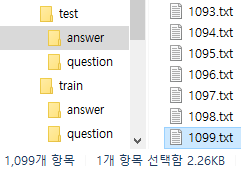 test
answer
question
train
answer
question
1093.txt
1094.txt
1095.txt
1096.txt
1097.txt
1098.txt
1099.txt
1,099개 항목 1개 항목 선택함 2.26KB